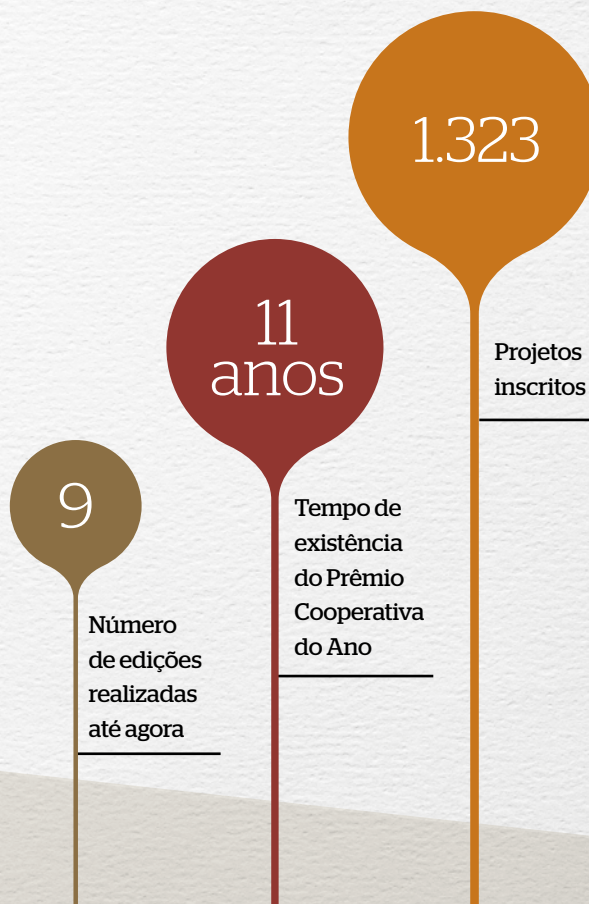 1.323
Projetos
inscritos
11
anos
Tempo de
existência
do Prêmio
Cooperativa
do Ano
9
Número
de edições
realizadas
até agora